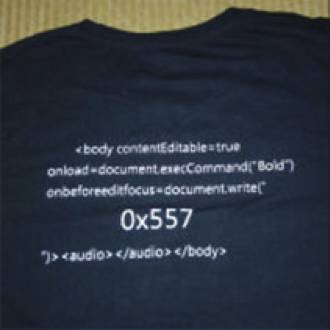 <body contentEditable=true
onload=document.execCommand("Bold")
onbeforeeditfocus=document.write("
0x557
")> <audio> </audio> </body>